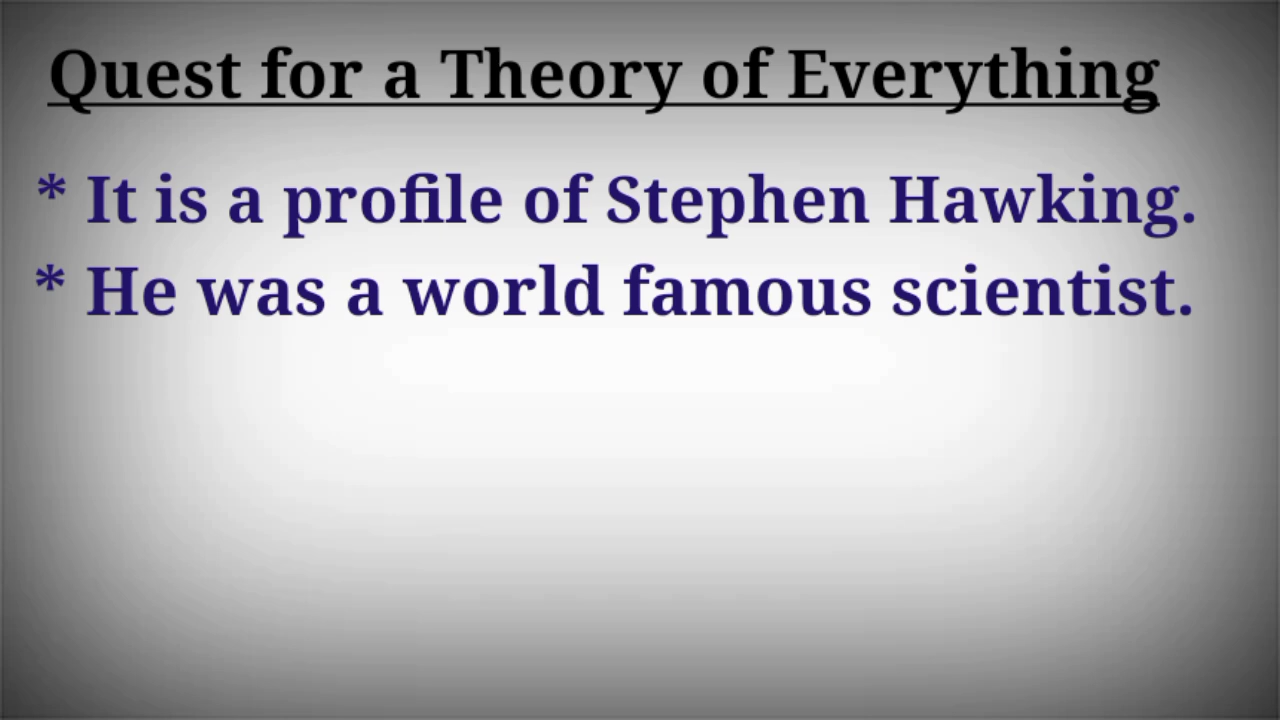 Quest for a Theory of Everything
* It is a profile of Stephen Hawking.
* He was a world famous scientist.